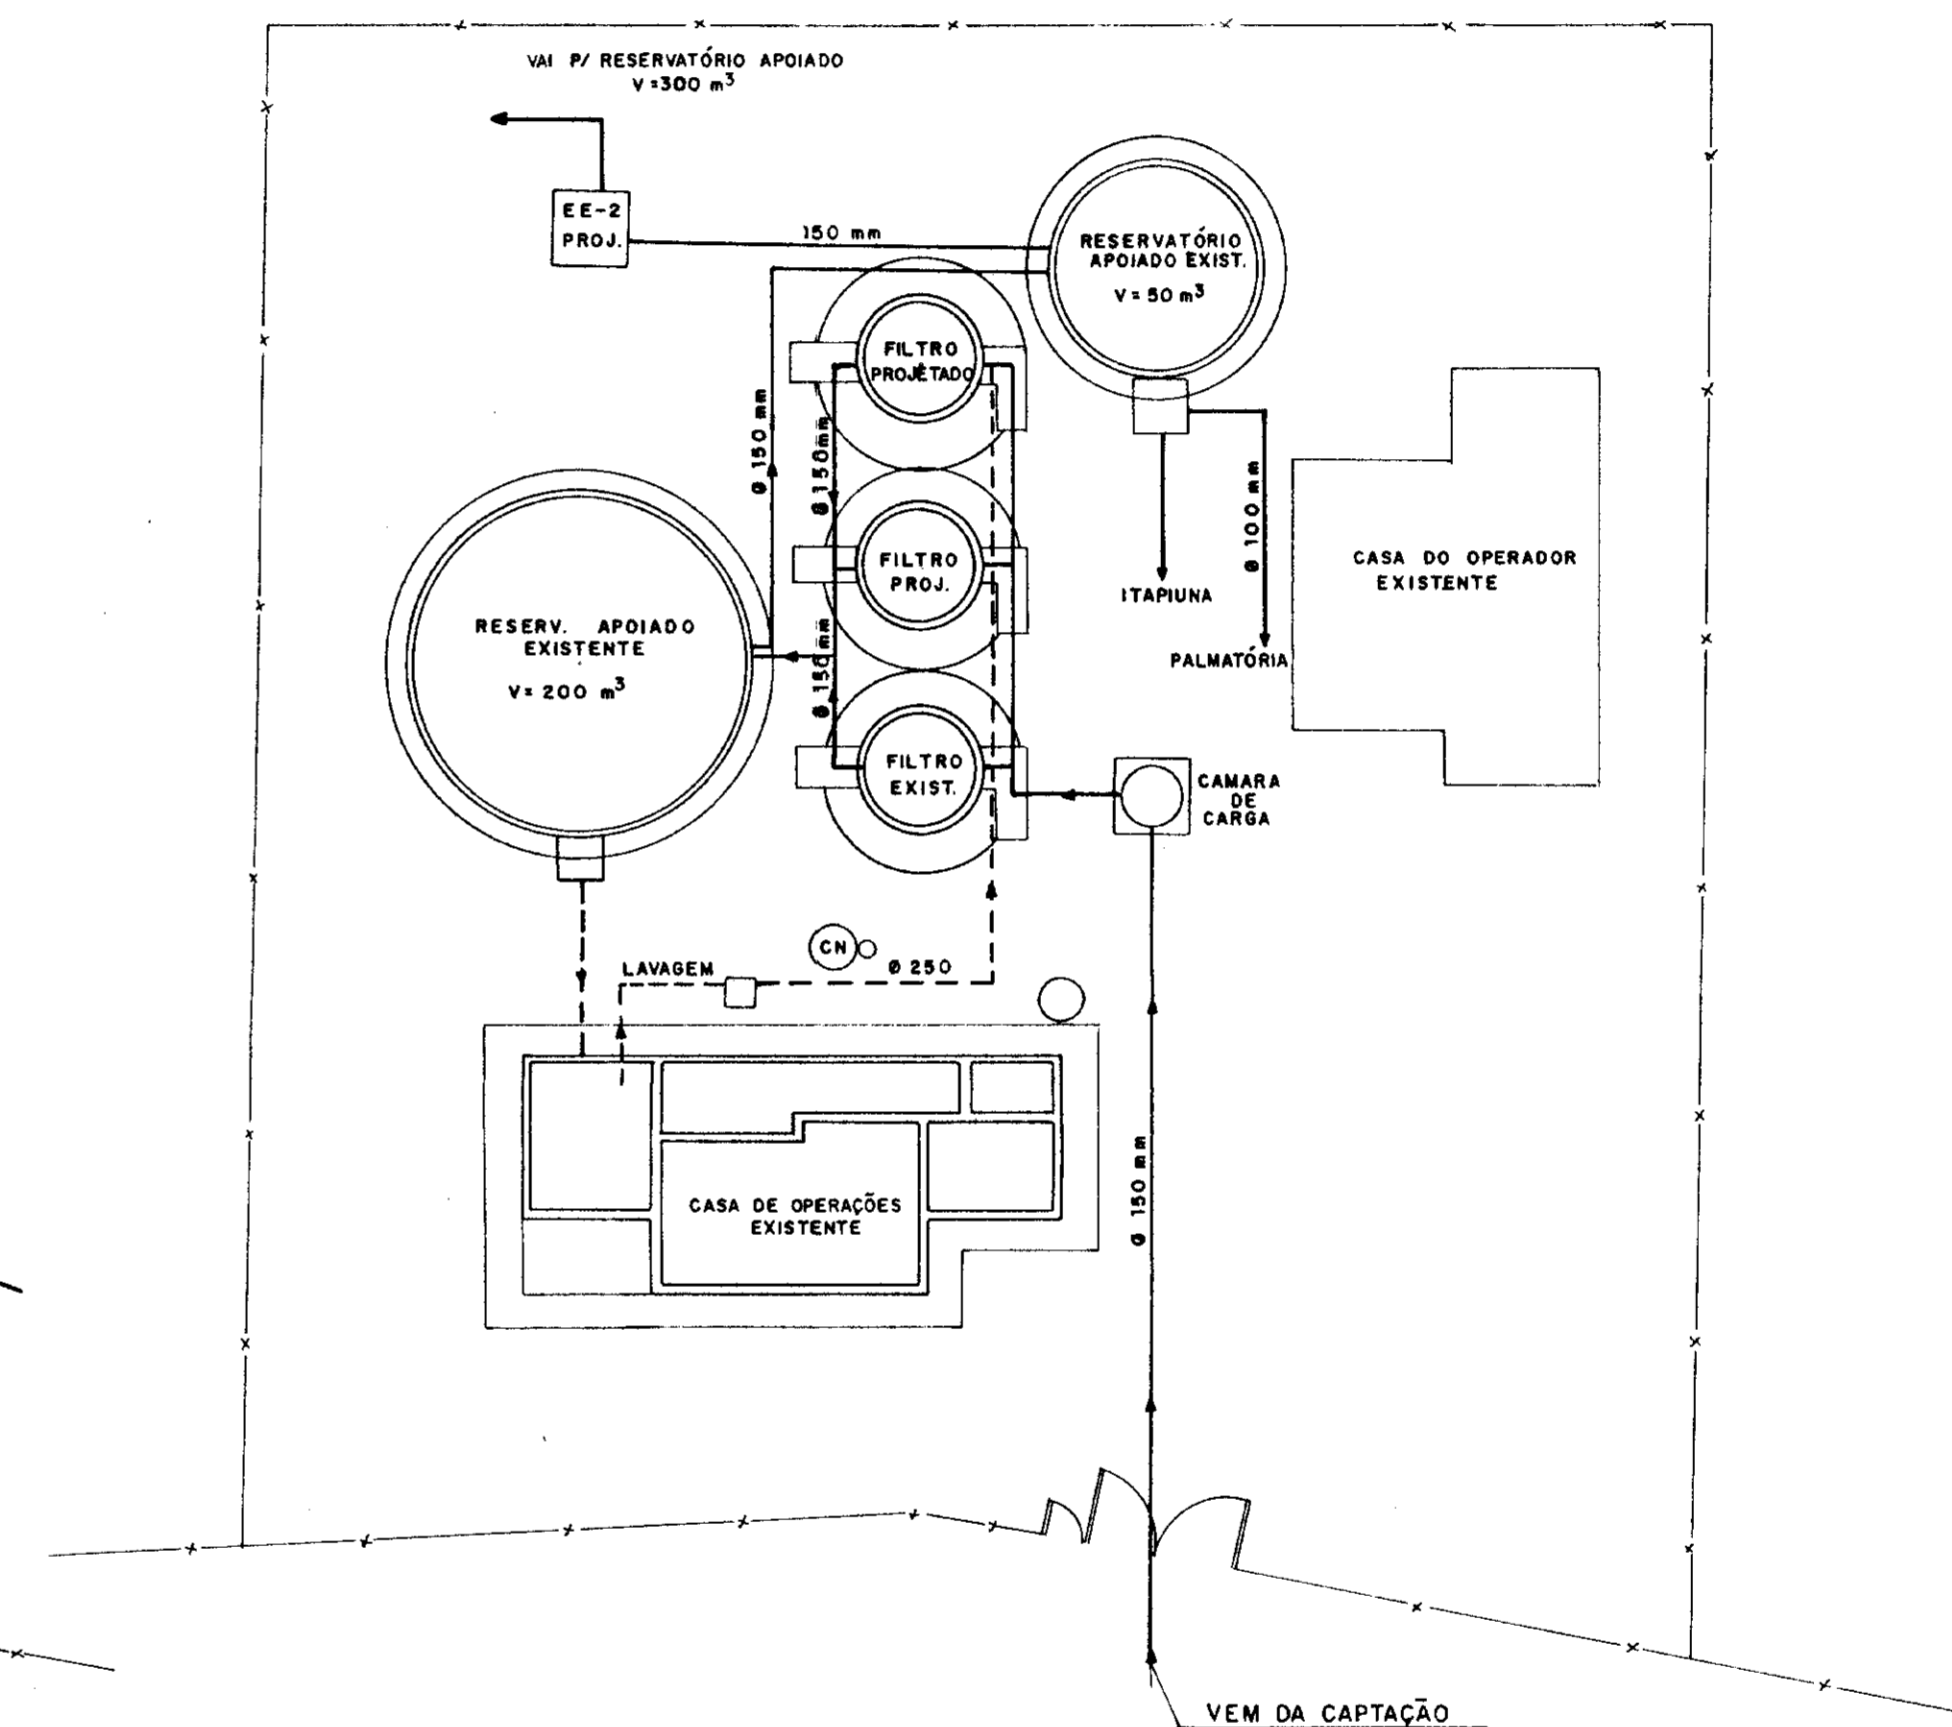 VAI P/ RESERVATÓRIO APOIADO
V=300 m³
EE-2
PROJ.
150 mm
RESERVATÓRIO
APOIADO EXIST.
V= 50 m³
FILTRO
PROJETADO
Ø 150 mm
Ø 150 mm
Ø 100 mm
FILTRO
PROJ.
CASA DO OPERADOR
EXISTENTE
ITAPIUNA
PALMATÓRIA
RESERV. APOIADO
EXISTENTE
V= 200 m³
Ø 150 mm
FILTRO
EXIST.
CAMARA
DE
CARGA
CN
LAVAGEM
Ø 250
CASA DE OPERAÇÕES
EXISTENTE
Ø 150 mm
VEM DA CAPTAÇÃO